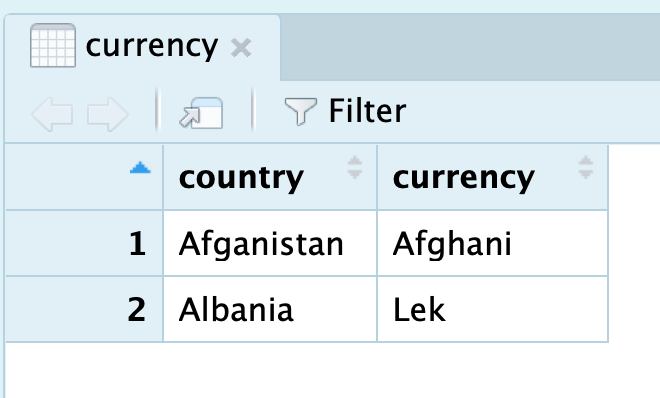 currency
Filter
country currency
1 Afganistan Afghani
2 Albania Lek